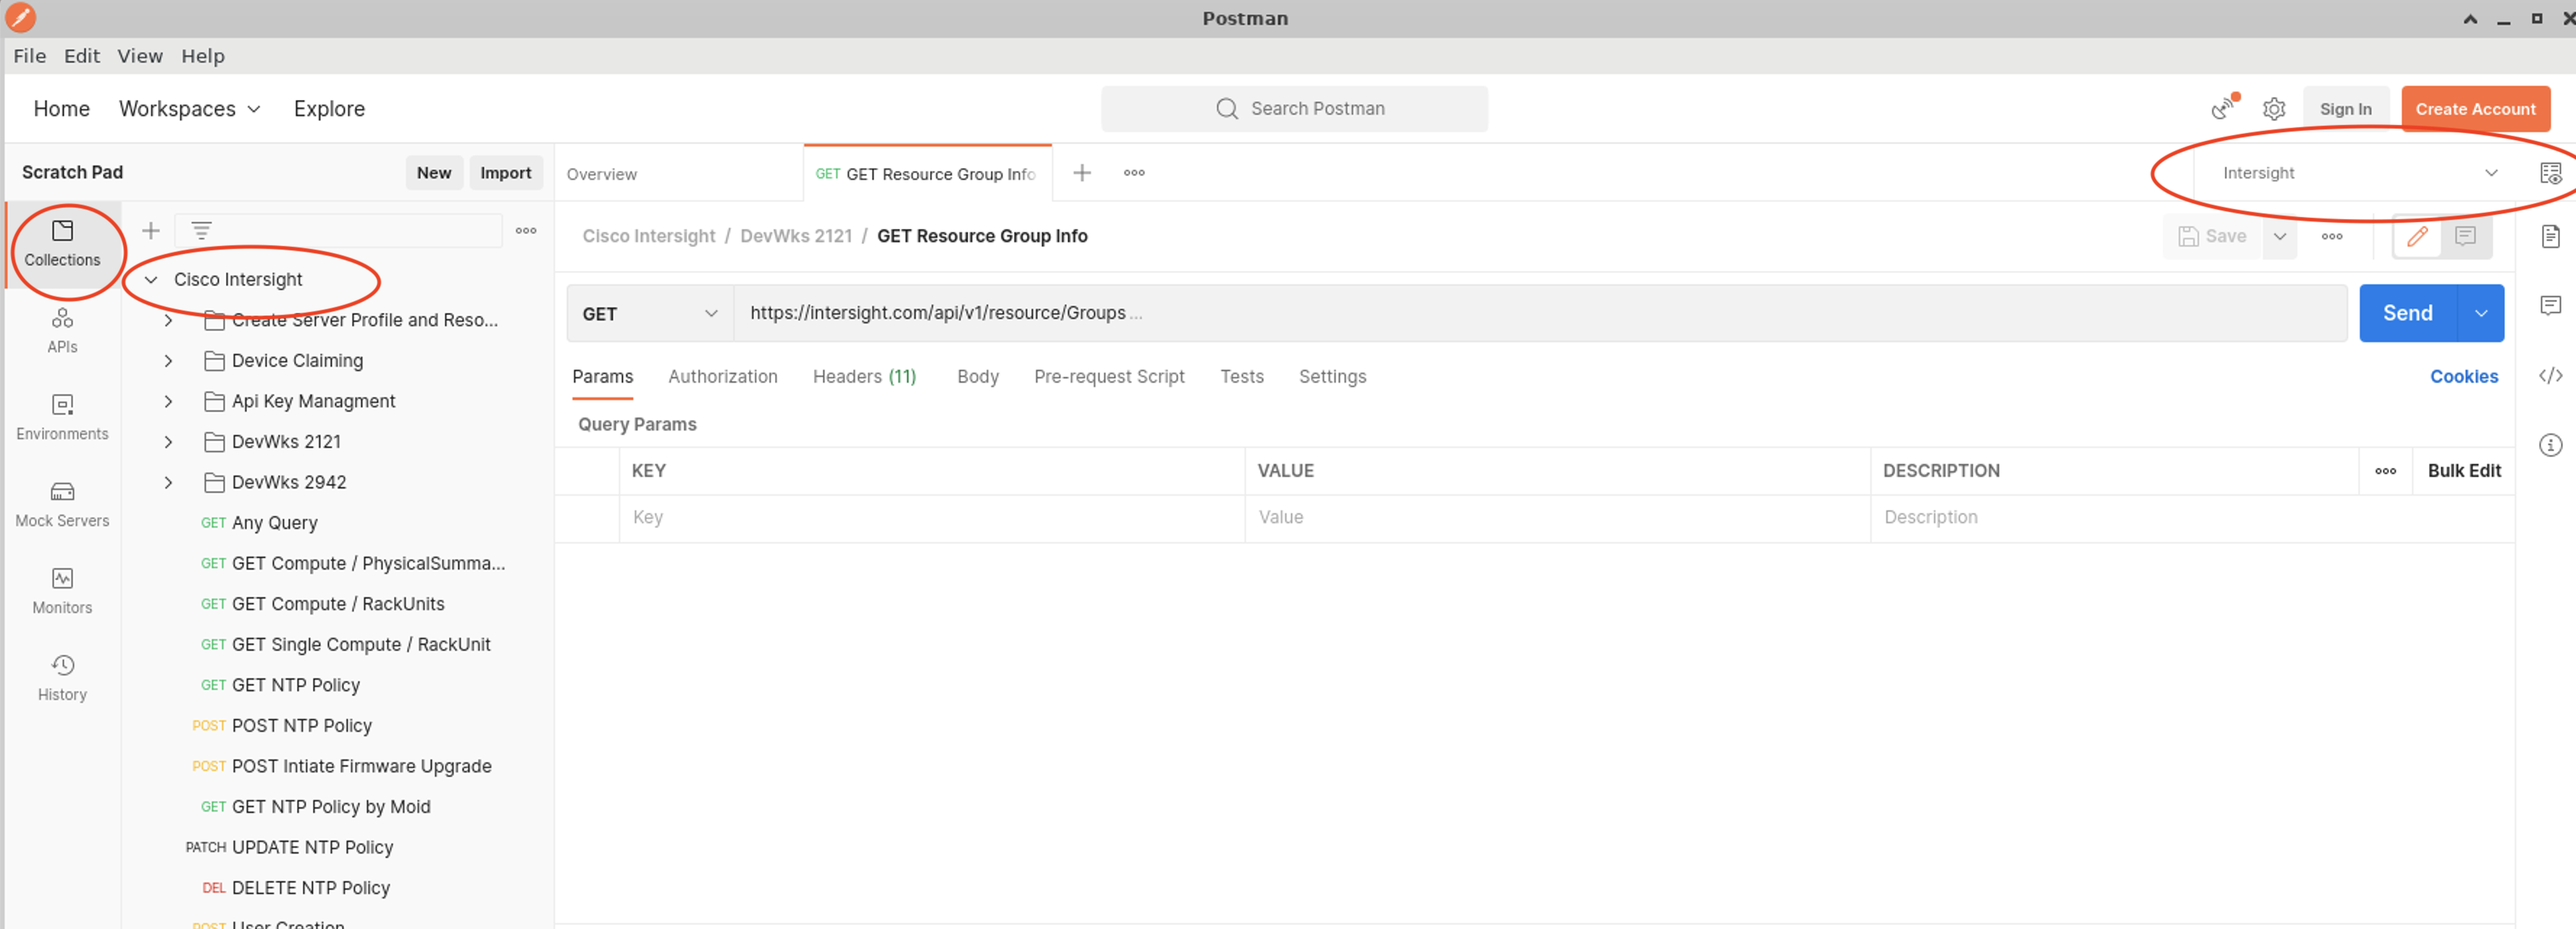 Postman
File Edit View Help
Home Workspaces Explore
Search Postman
Sign In
Create Account
Scratch Pad
New
Import
Overview
GET GET Resource Group Info
Intersight
Collections
APIs
Environments
Mock Servers
Monitors
History
Cisco Intersight
Create Server Profile and Reso...
Device Claiming
Api Key Managment
DevWks 2121
DevWks 2942
GET Any Query
GET GET Compute / PhysicalSumma...
GET GET Compute / RackUnits
GET GET Single Compute / RackUnit
GET GET NTP Policy
POST POST NTP Policy
POST POST Intiate Firmware Upgrade
GET GET NTP Policy by Moid
PATCH UPDATE NTP Policy
DEL DELETE NTP Policy
POST User Creation
Cisco Intersight / DevWks 2121 / GET Resource Group Info
Save
GET https://intersight.com/api/v1/resource/Groups ...
Send
Params Authorization Headers (11) Body Pre-request Script Tests Settings
Cookies
Query Params
KEY VALUE DESCRIPTION
Bulk Edit
Key Value Description